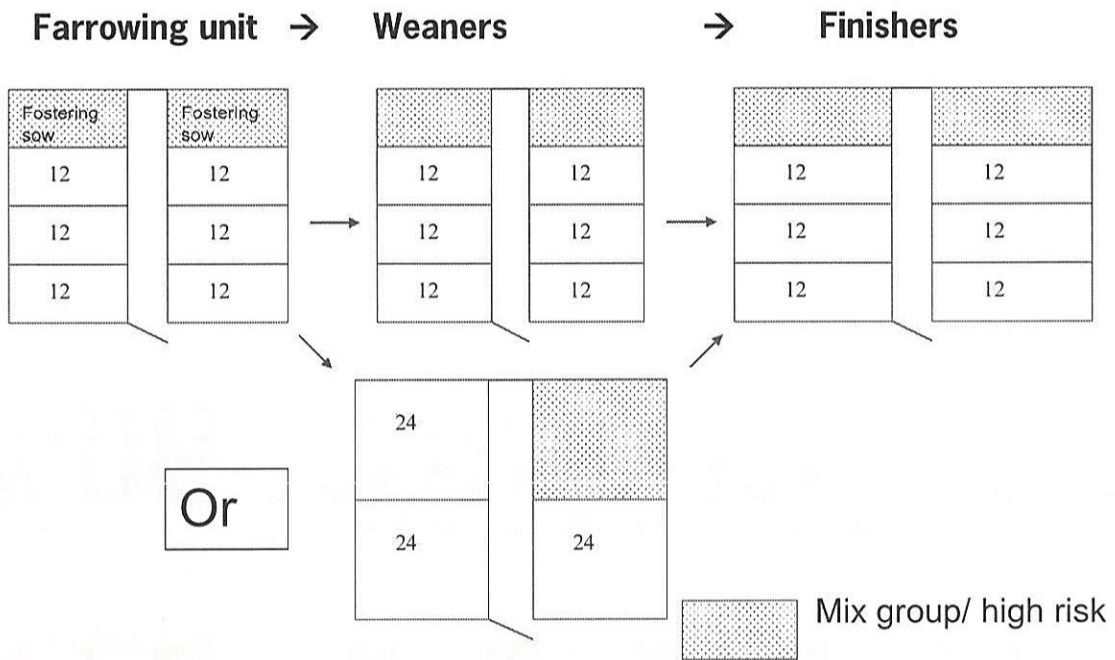 Farrowing unit → Weaners → Finishers
Fostering sow Fostering sow
12 12 12 12 12 12
12 12 12 12 12 12
12 12 12 12 12 12
24
Or
24 24
Mix group/ high risk